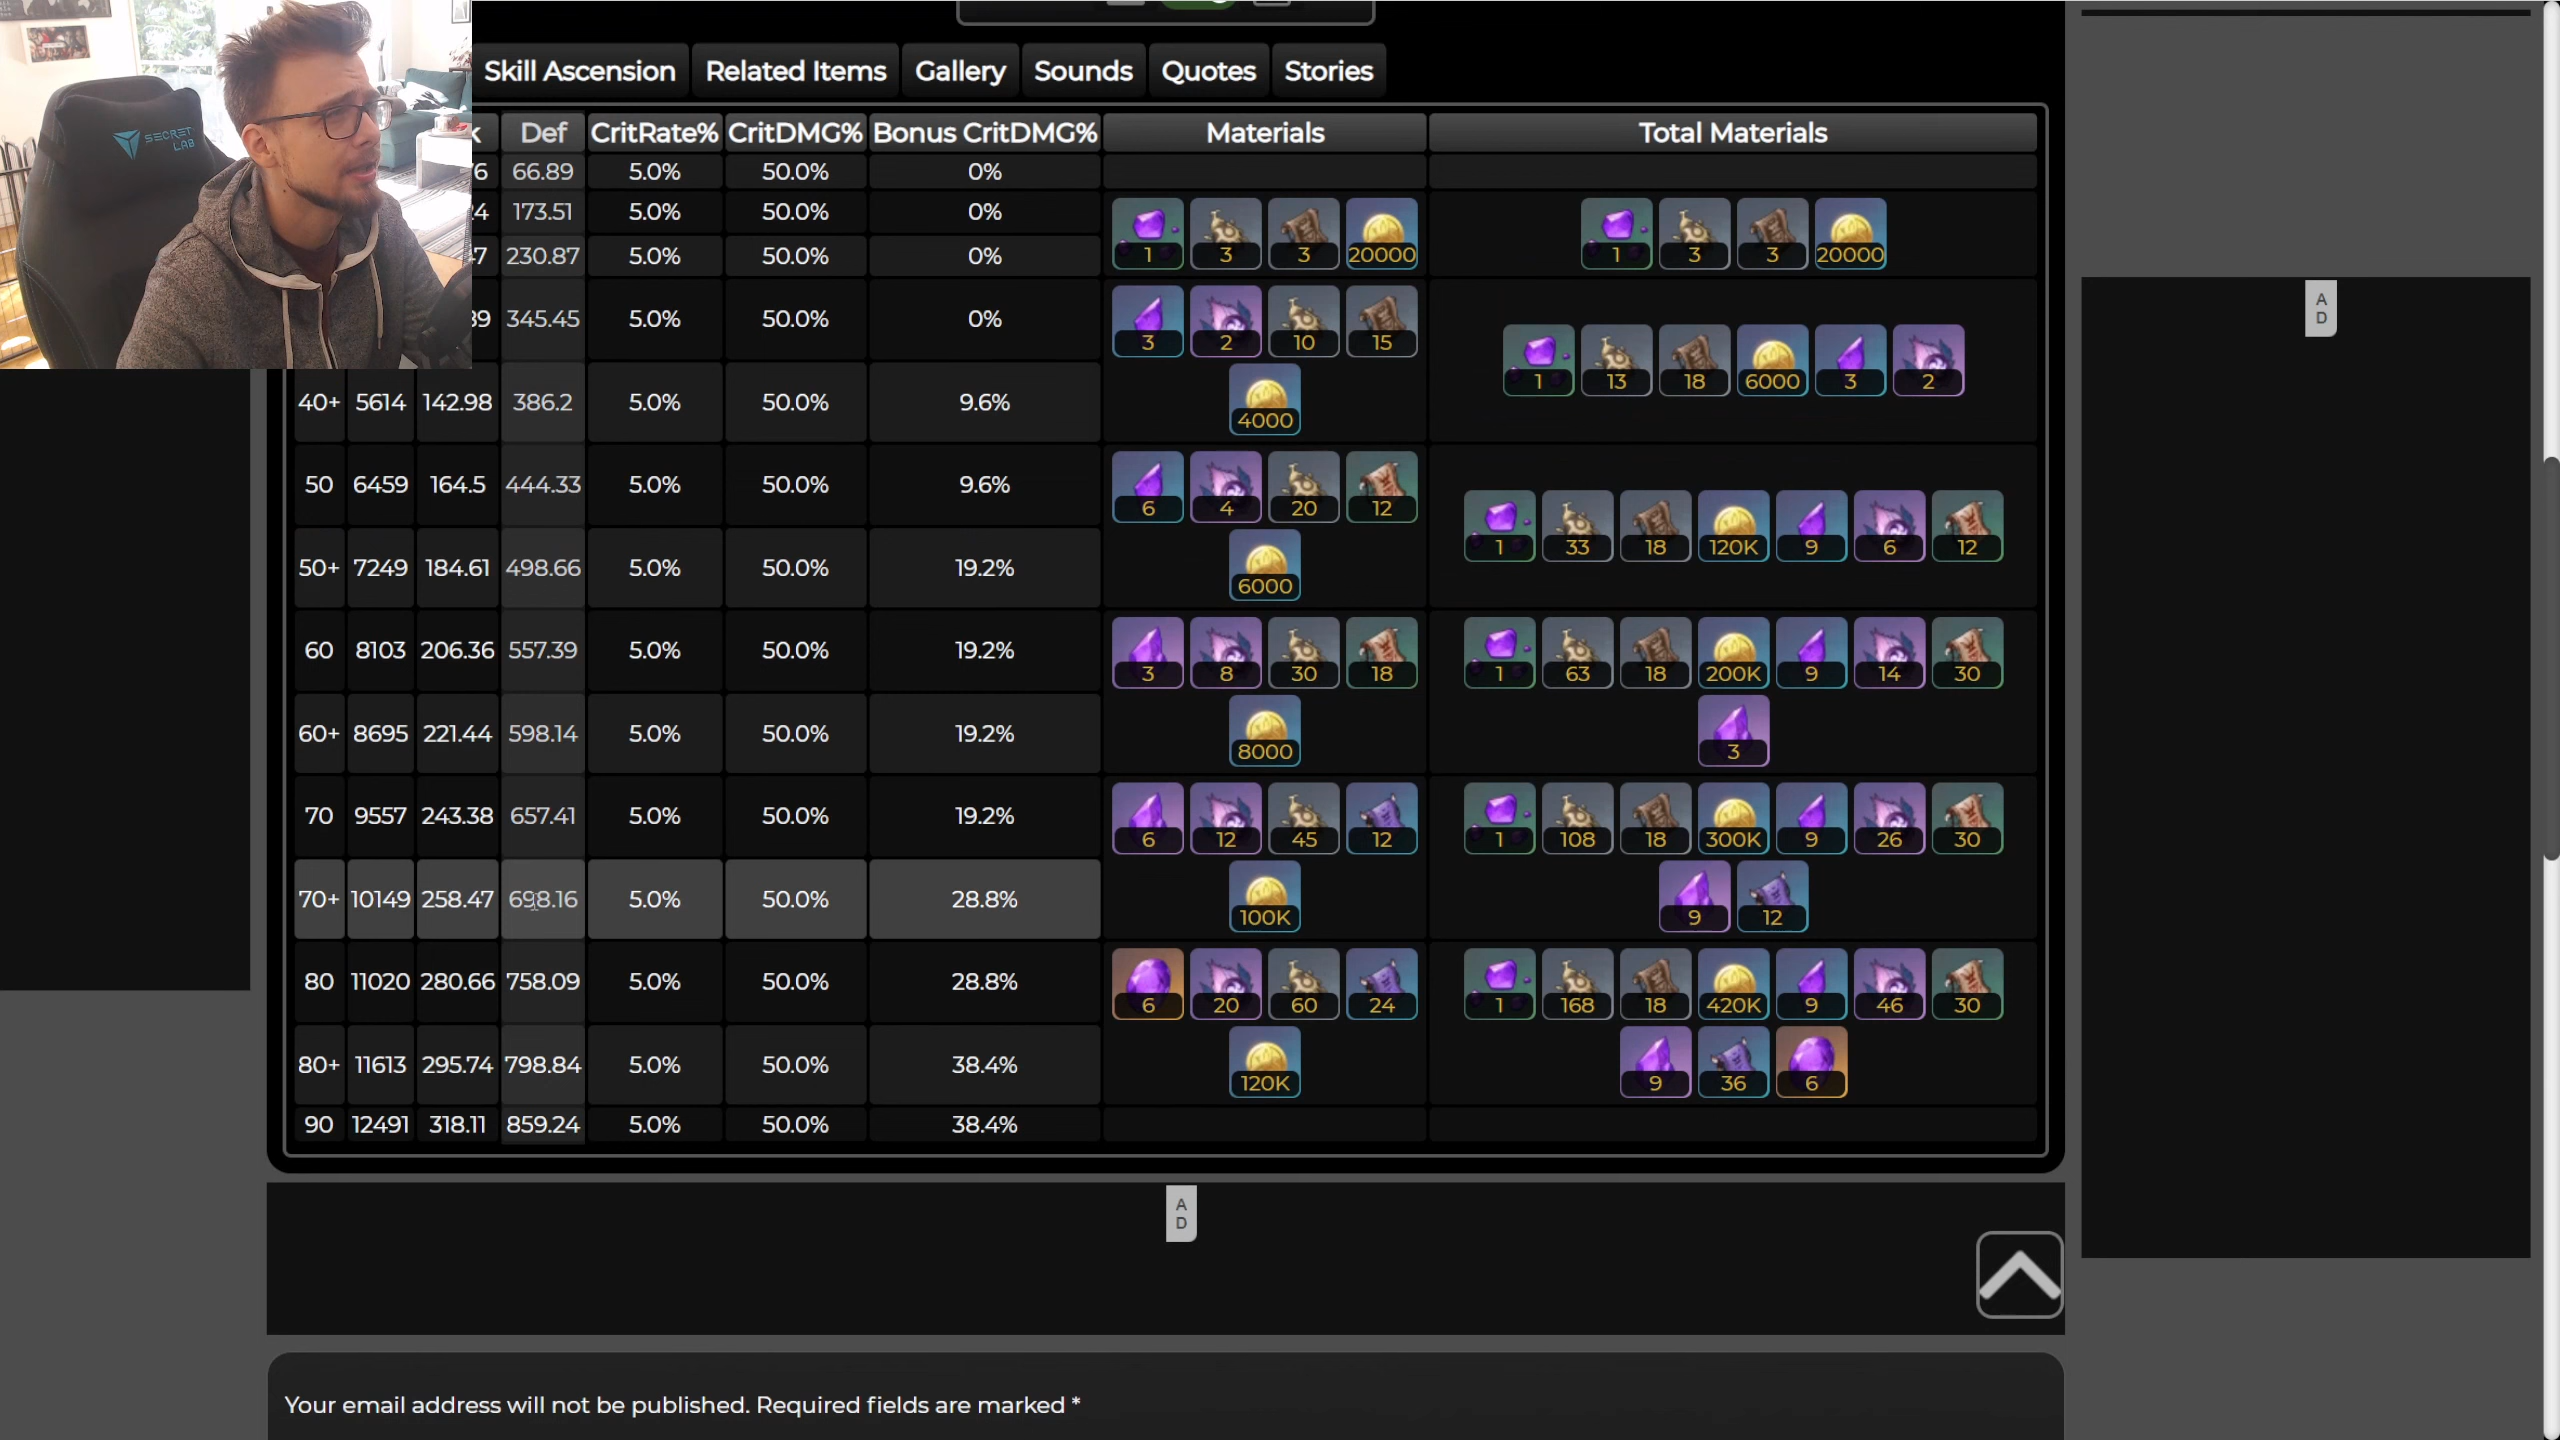 SECRET LAB
Skill Ascension Related Items Gallery Sounds Quotes Stories
k Def CritRate% CritDMG% Bonus CritDMG% Materials Total Materials
6 66.89 5.0% 50.0% 0%
24 173.51 5.0% 50.0% 0%
1 3 3 20000 1 3 3 20000
47 230.87 5.0% 50.0% 0%
39 345.45 5.0% 50.0% 0%
3 2 10 15
1 13 18 6000 3 2
40+ 5614 142.98 386.2 5.0% 50.0% 9.6%
4000
50 6459 164.5 444.33 5.0% 50.0% 9.6%
6 4 20 12
1 33 18 120K 9 6 12
50+ 7249 184.61 498.66 5.0% 50.0% 19.2%
6000
60 8103 206.36 557.39 5.0% 50.0% 19.2%
3 8 30 18 1 63 18 200K 9 14 30
60+ 8695 221.44 598.14 5.0% 50.0% 19.2%
8000 3
70 9557 243.38 657.41 5.0% 50.0% 19.2%
6 12 45 12 1 108 18 300K 9 26 30
70+ 10149 258.47 698.16 5.0% 50.0% 28.8%
100K 9 12
80 11020 280.66 758.09 5.0% 50.0% 28.8%
6 20 60 24 1 168 18 420K 9 46 30
80+ 11613 295.74 798.84 5.0% 50.0% 38.4%
120K 9 36 6
90 12491 318.11 859.24 5.0% 50.0% 38.4%
A
D
A
D
Your email address will not be published. Required fields are marked *